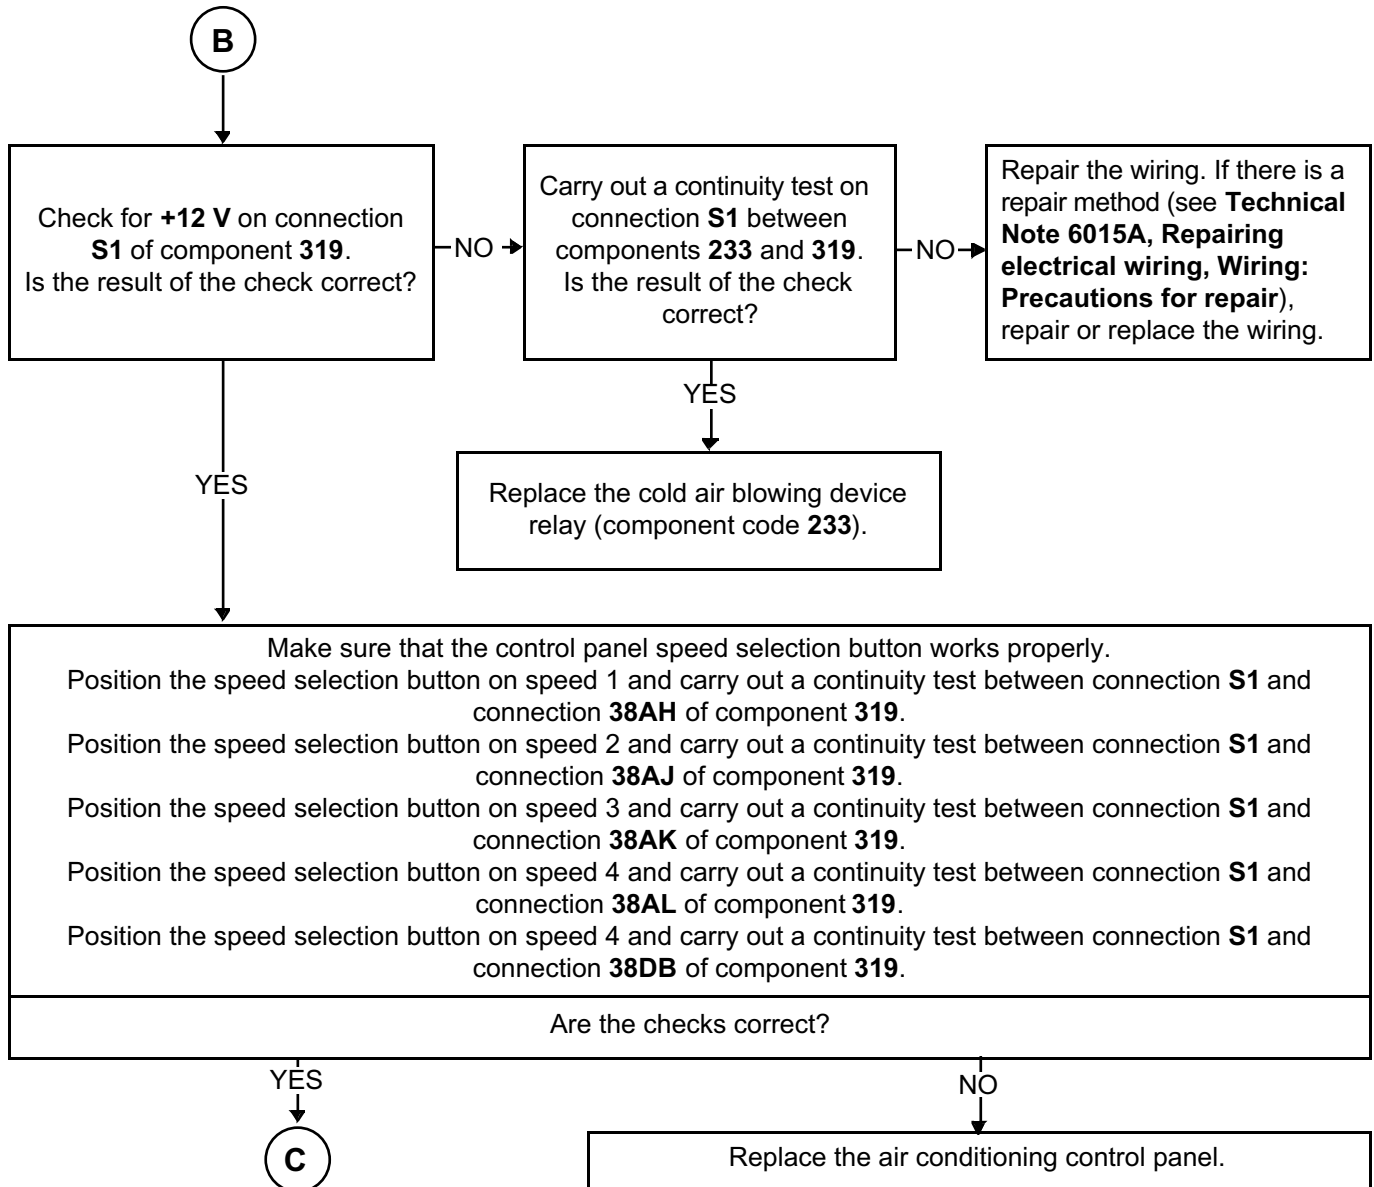 B
Check for +12 V on connection
S1 of component 319.
Is the result of the check correct?
NO
Carry out a continuity test on
connection S1 between
components 233 and 319.
Is the result of the check
correct?
NO
Repair the wiring. If there is a
repair method (see Technical
Note 6015A, Repairing
electrical wiring, Wiring:
Precautions for repair),
repair or replace the wiring.
YES
Replace the cold air blowing device
relay (component code 233).
YES
Make sure that the control panel speed selection button works properly.
Position the speed selection button on speed 1 and carry out a continuity test between connection S1 and
connection 38AH of component 319.
Position the speed selection button on speed 2 and carry out a continuity test between connection S1 and
connection 38AJ of component 319.
Position the speed selection button on speed 3 and carry out a continuity test between connection S1 and
connection 38AK of component 319.
Position the speed selection button on speed 4 and carry out a continuity test between connection S1 and
connection 38AL of component 319.
Position the speed selection button on speed 4 and carry out a continuity test between connection S1 and
connection 38DB of component 319.
Are the checks correct?
YES
NO
C
Replace the air conditioning control panel.